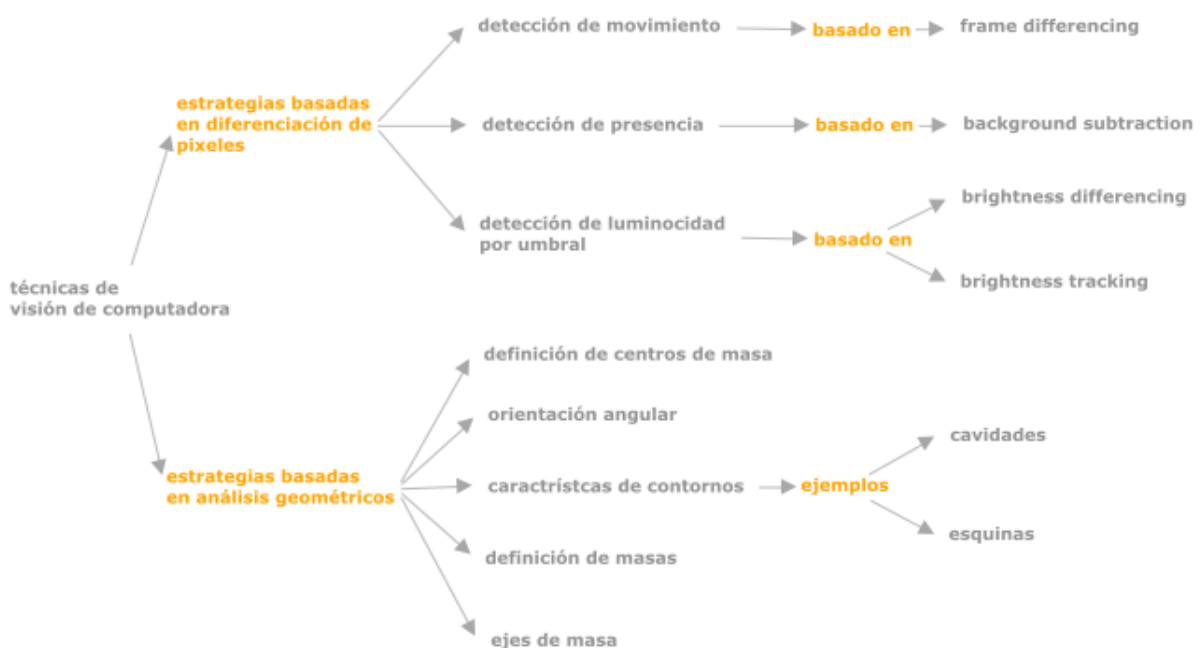 detección de movimiento
basado en
frame differencing
estrategias basadas
en diferenciación de
pixeles
detección de presencia
basado en
background subtraction
detección de luminocidad
por umbral
basado en
brightness differencing
brightness tracking
técnicas de
visión de computadora
definición de centros de masa
orientación angular
estrategias basadas
en análisis geométricos
caractrístcas de contornos
ejemplos
cavidades
esquinas
definición de masas
ejes de masa